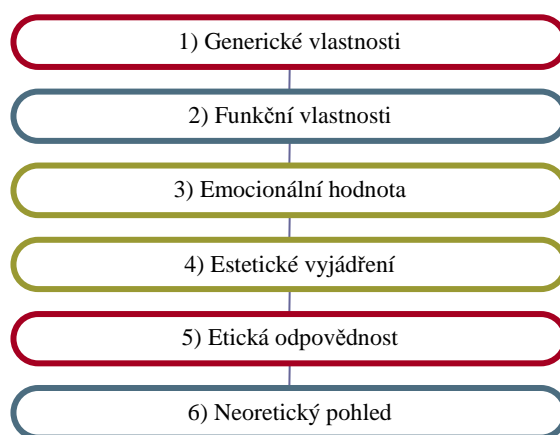 1) Generické vlastnosti
2) Funkční vlastnosti
3) Emocionální hodnota
4) Estetické vyjádření
5) Etická odpovědnost
6) Neoretický pohled